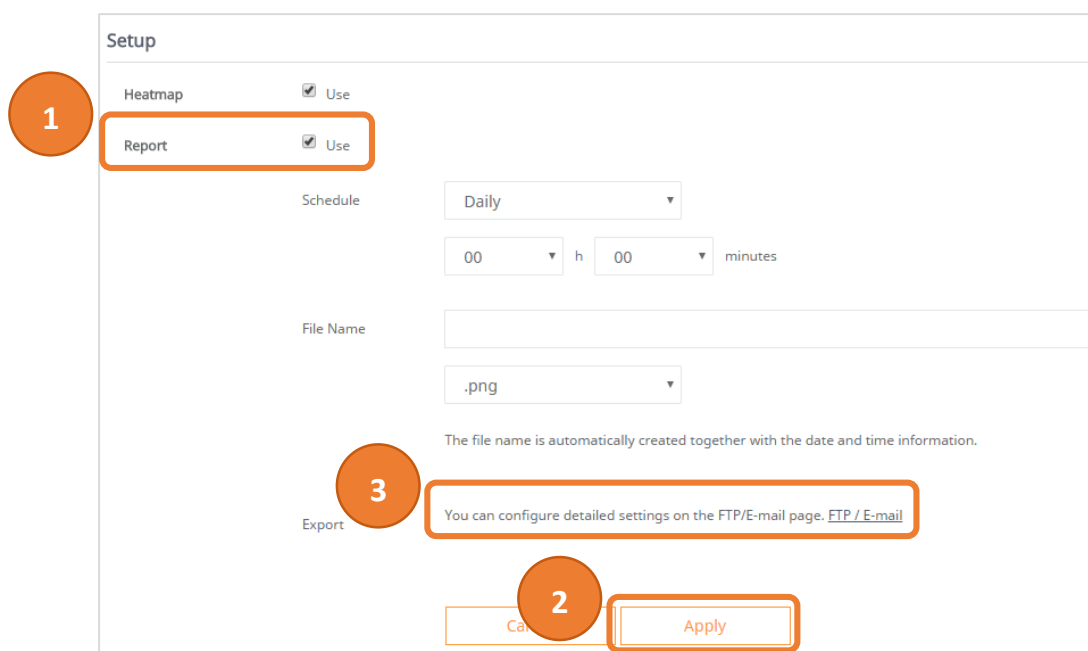 Setup
1
Heatmap Use
Report Use
Schedule Daily
00 h 00 minutes
File Name
.png
The file name is automatically created together with the date and time information.
3
You can configure detailed settings on the FTP/E-mail page. FTP / E-mail
Export
2
Apply